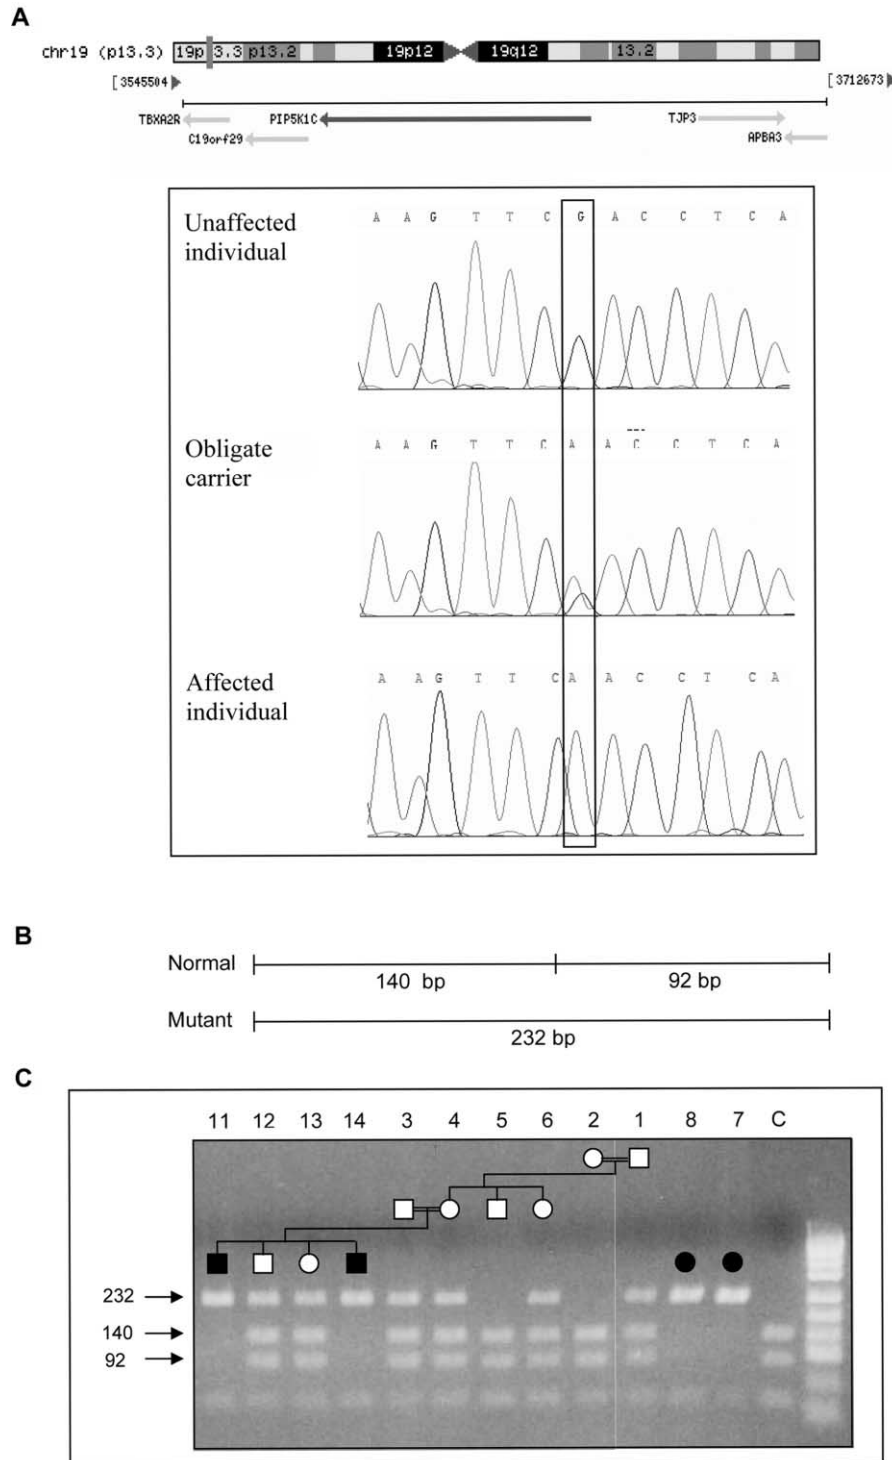 A
chr19 (p13.3) 19p 3.3 p13.2 19p12 19q12 13.2
[3545504 3712673
TBXA2R PIP5K1C TJP3
C19orf29 APBA3
Unaffected
individual
A A G T T C G A C C T C A
Obligate
carrier
A A G T T C A A C C T C A
Affected
individual
A A G T T C A A C C T C A
B
Normal
140 bp 92 bp
Mutant
232 bp
C
11 12 13 14 3 4 5 6 2 1 8 7 C
232
140
92